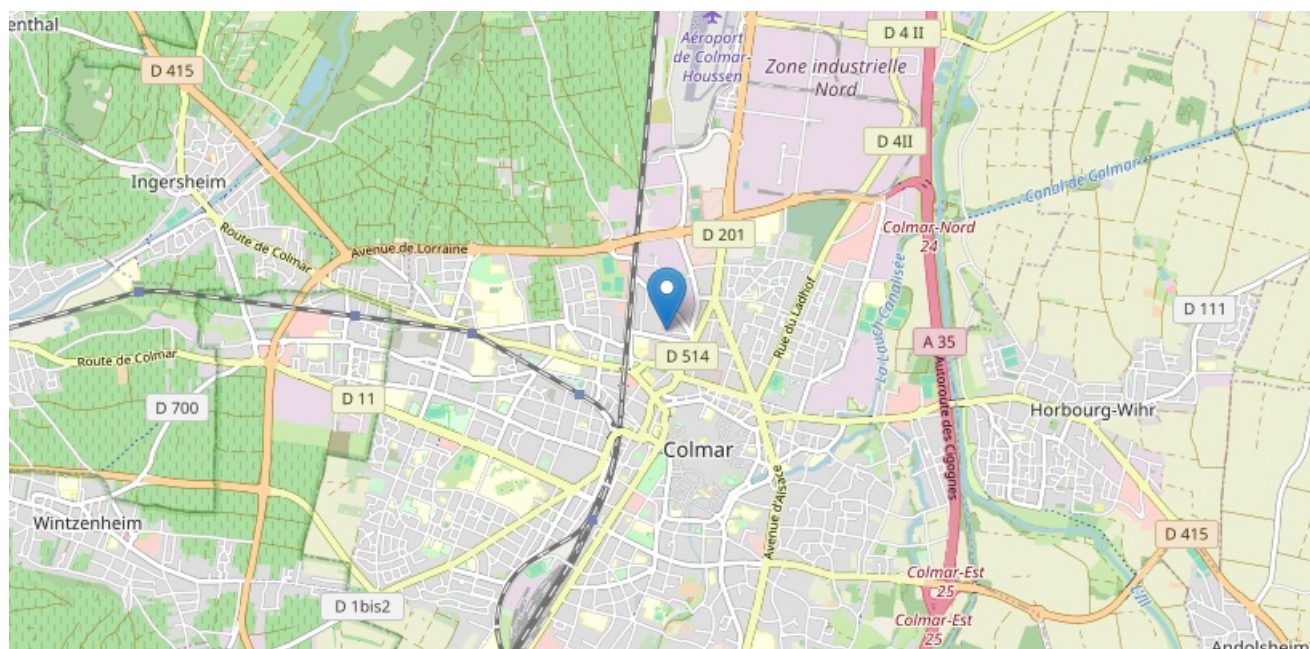 enthal
D 415
Aéroport
de Colmar-
Houssen
Zone industrielle
Nord
D 4 II
D 4II
Ingersheim
Canal de Colmar
Route de Colmar
Avenue de Lorraine
D 201
Colmar-Nord
24
La Lauch Canalisée
Rue du Ladhof
D 111
Route de Colmar
D 514
A 35
D 700
D 11
Autoroute des Cigognes
Horbourg-Wihr
Colmar
Avenue d'Alsace
Wintzenheim
D 415
Colmar-Est
25
L'Ill
D 1bis2
Colmar-Est
25
Andolsheim